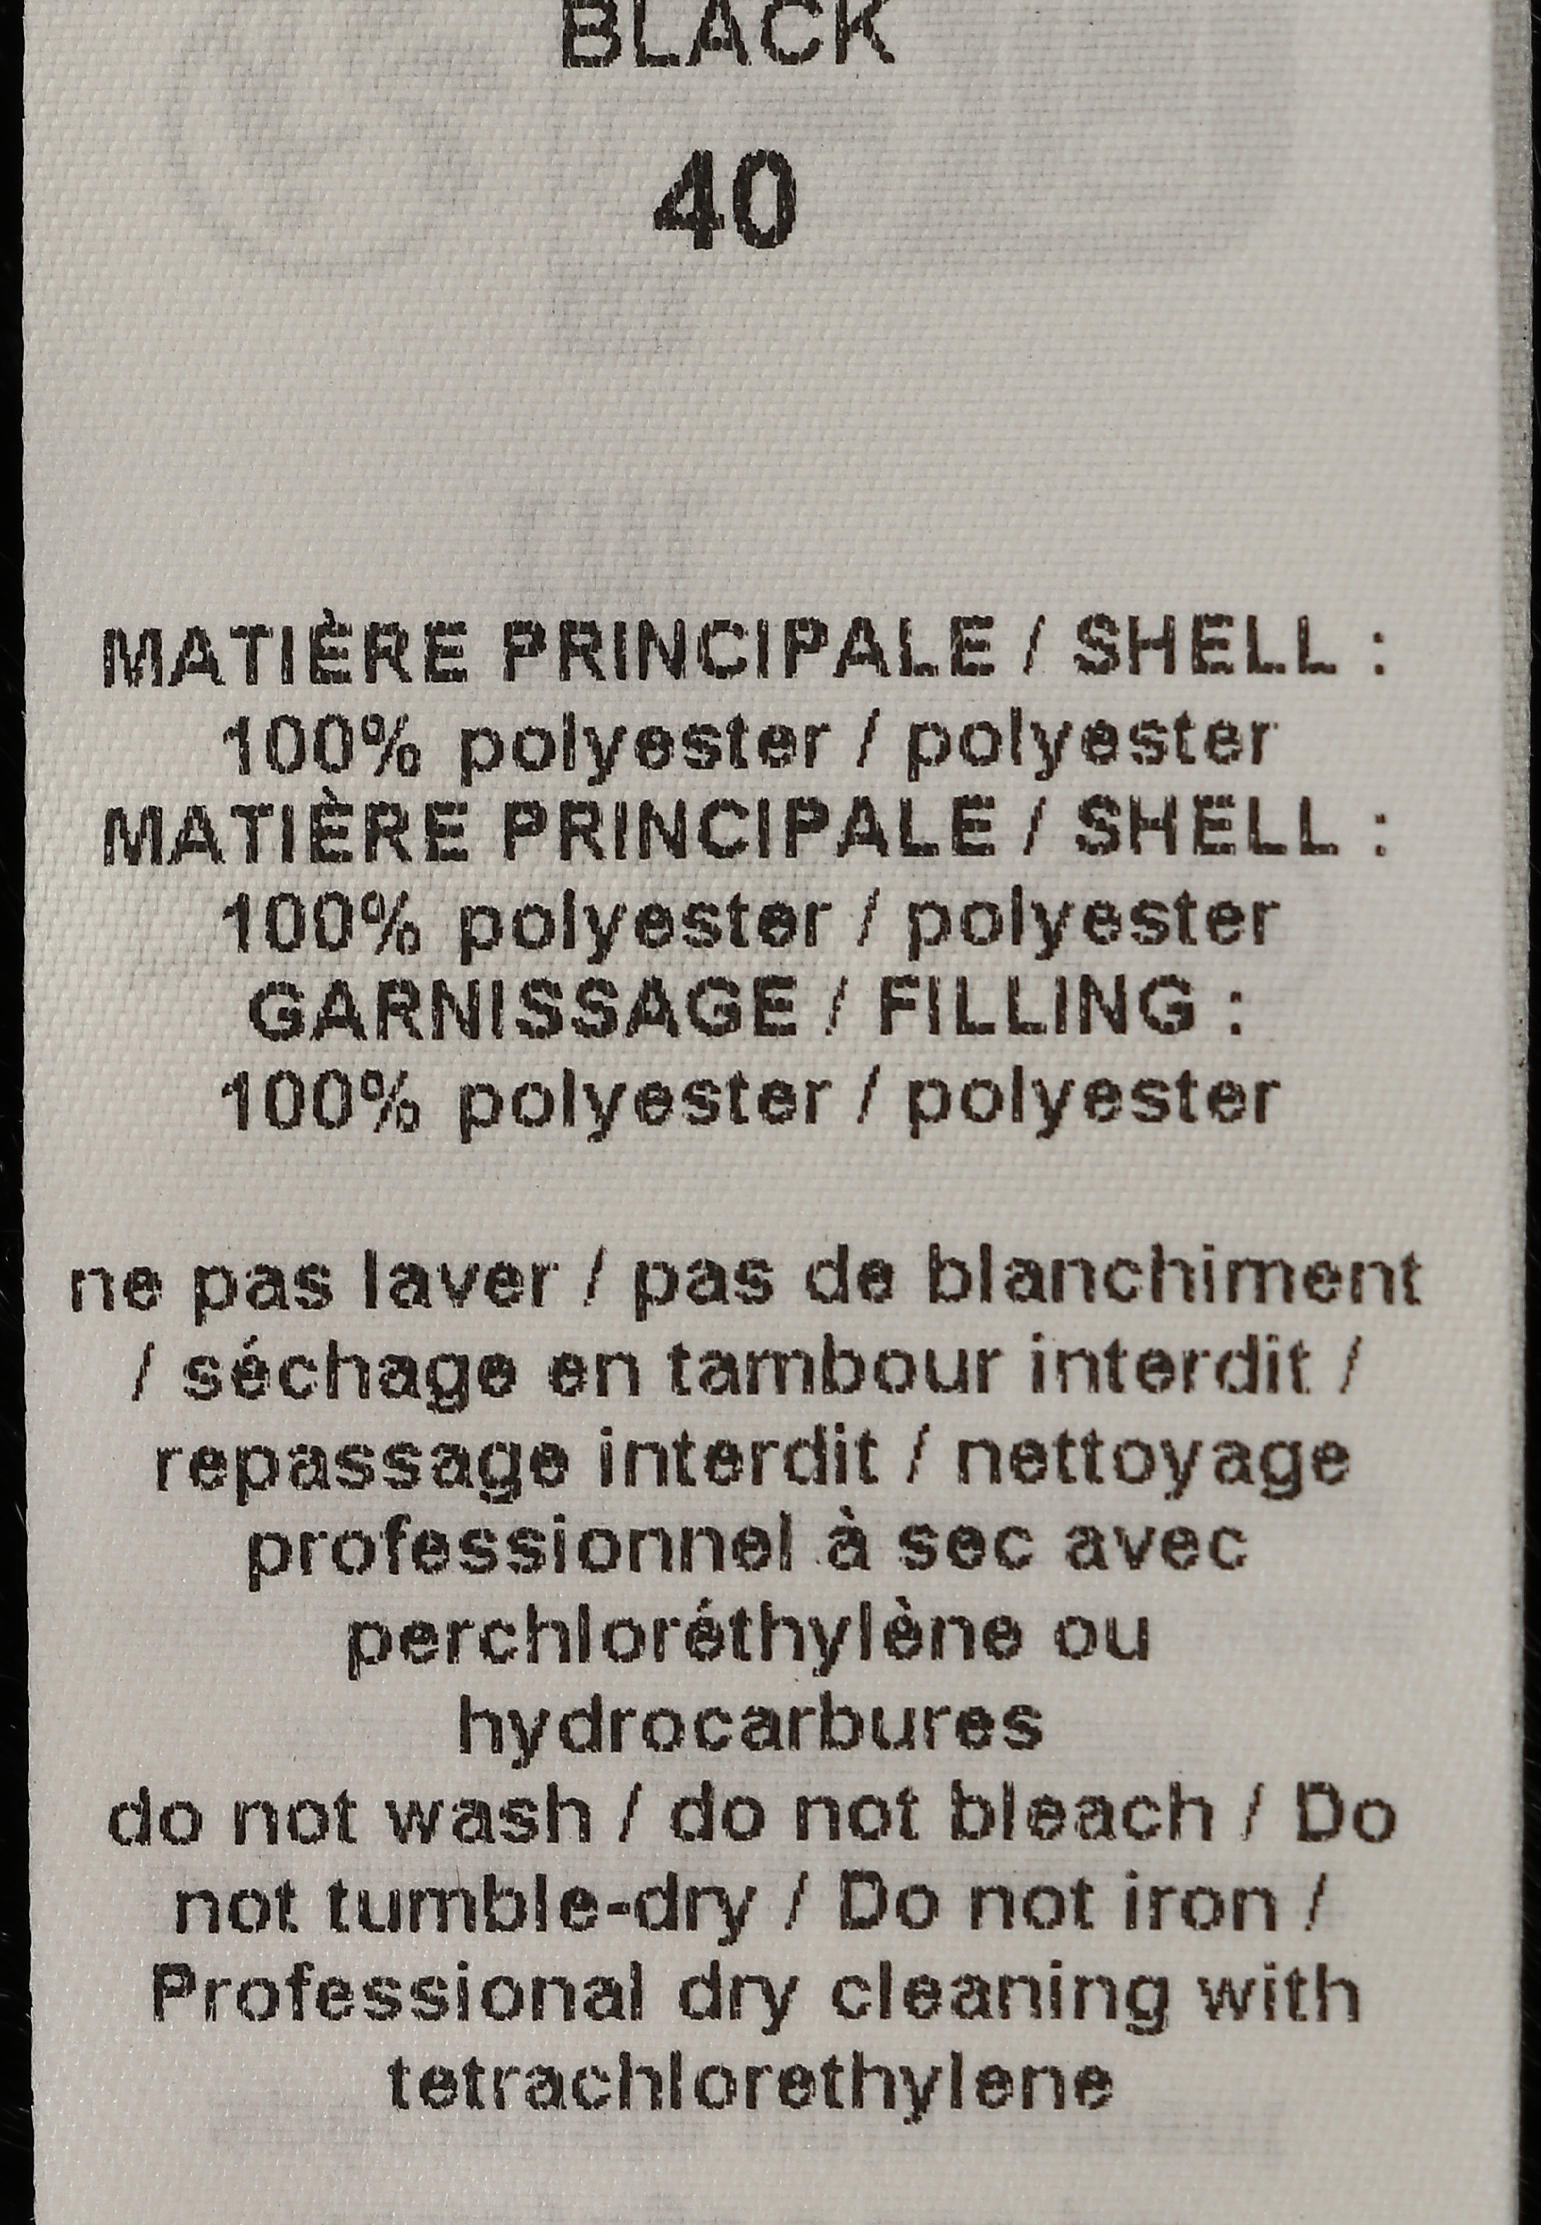 BLACK
40
MATIÈRE PRINCIPALE / SHELL :
100% polyester / polyester
MATIÈRE PRINCIPALE / SHELL :
100% polyester / polyester
GARNISSAGE / FILLING :
100% polyester / polyester
ne pas laver / pas de blanchiment
/ séchage en tambour interdit /
repassage interdit / nettoyage
professionnel à sec avec
perchloréthylène ou
hydrocarbures
do not wash / do not bleach / Do
not tumble-dry / Do not iron /
Professional dry cleaning with
tetrachlorethylene